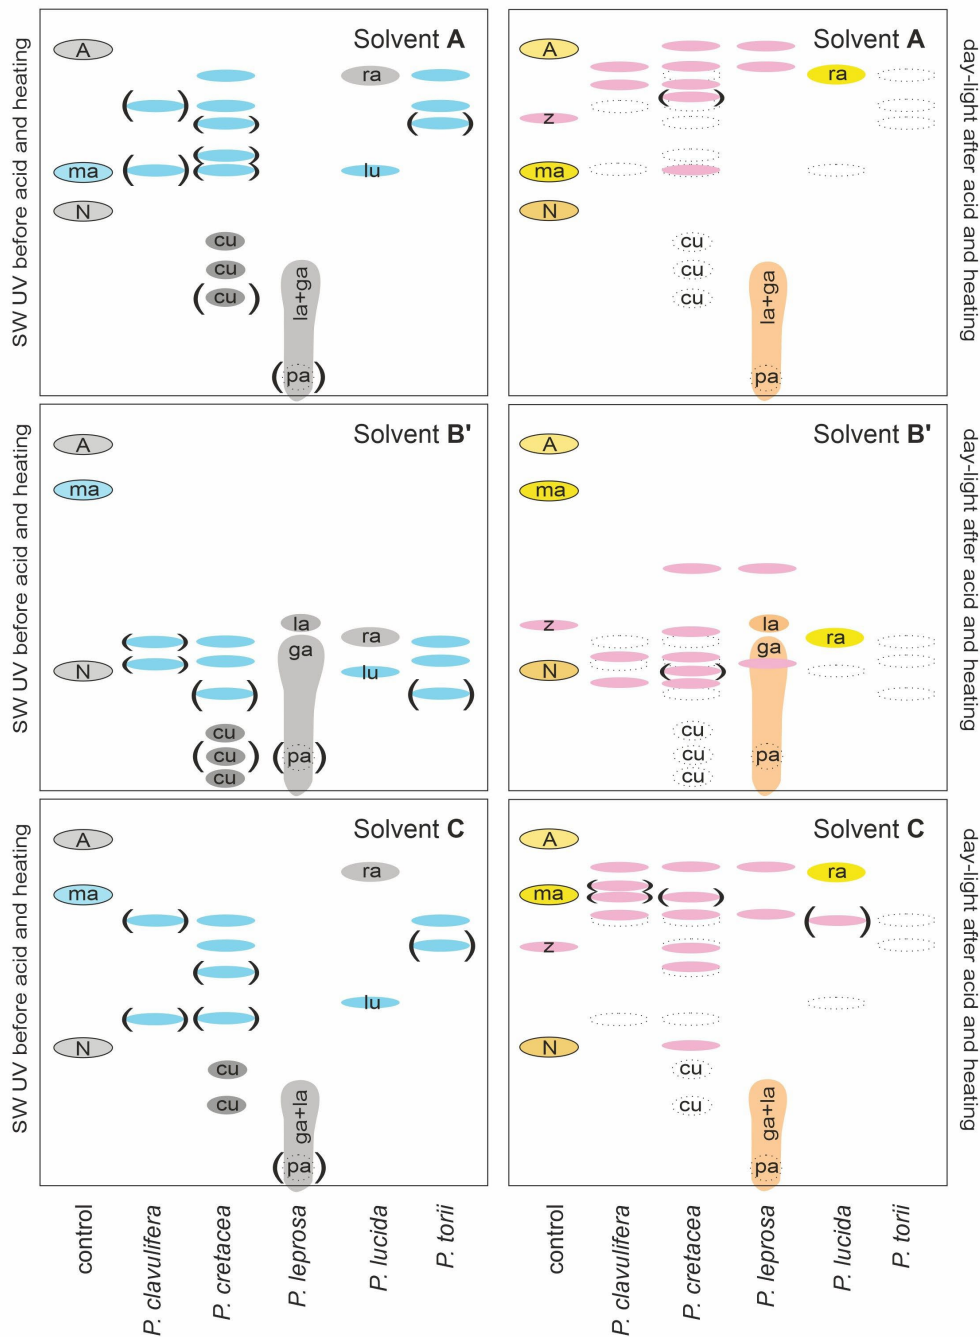 SW UV before acid and heating
Solvent A
A
ra
ma
lu
N
cu
cu
(cu)
la+ga
(pa)
Solvent A
A
ra
z
ma
N
cu
cu
cu
la+ga
pa
day-light after acid and heating
SW UV before acid and heating
Solvent B'
A
ma
la
ra
ga
N
lu
cu
(cu)
(pa)
cu
Solvent B'
A
ma
z
la
ra
ga
N
cu
cu
pa
cu
day-light after acid and heating
SW UV before acid and heating
Solvent C
A
ra
ma
lu
N
cu
cu
ga+la
(pa)
Solvent C
A
ra
ma
z
N
cu
cu
ga+la
pa
day-light after acid and heating
control
P. clavulifera
P. cretacea
P. leprosa
P. lucida
P. torii
control
P. clavulifera
P. cretacea
P. leprosa
P. lucida
P. torii